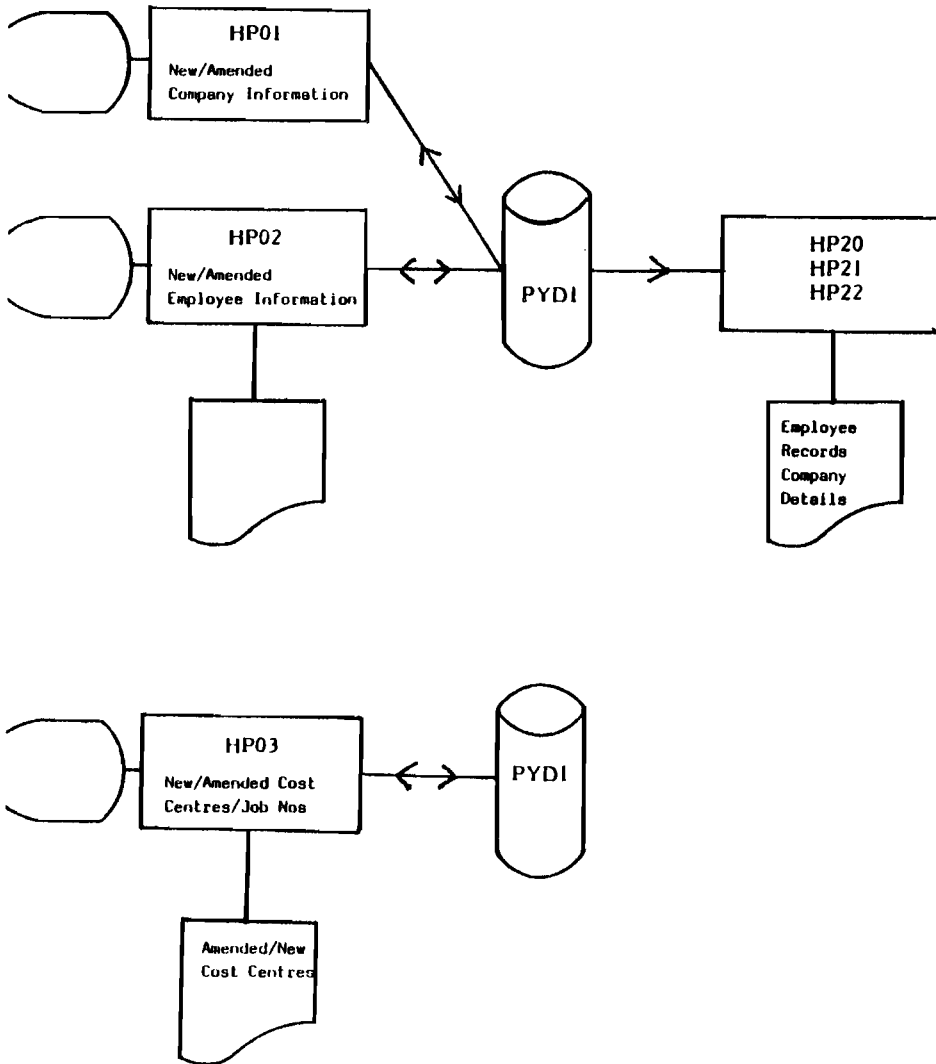 HP01
New/Amended
Company Information
HP02
New/Amended
Employee Information
PYD1
HP20
HP21
HP22
Employee
Records
Company
Details
HP03
New/Amended Cost
Centres/Job Nos
PYD1
Amended/New
Cost Centres